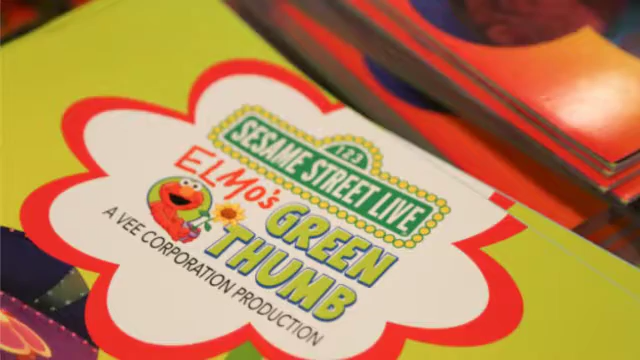 123
SESAME STREET LIVE
ELMO'S
GREEN
THUMB
A VEE CORPORATION PRODUCTION